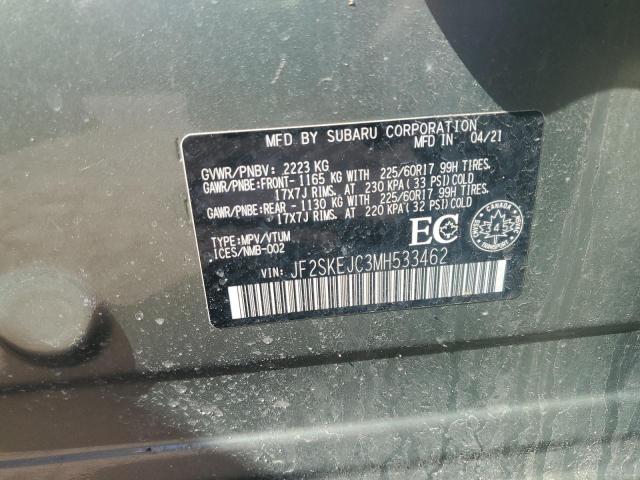 MFD BY SUBARU CORPORATION
MFD IN 04/21
GVWR/PNBV: 2223 KG
GAWR/PNBE:FRONT-1165 KG WITH 225/60R17 99H TIRES.
17X7J RIMS. AT 230 KPA (33 PSI) COLD
GAWR/PNBE:REAR-1130 KG WITH 225/60R17 99H TIRES.
17X7J RIMS. AT 220 KPA (32 PSI) COLD
TYPE:MPV/VTUM
ICES/NMB-002
EC
CANADA
4
TRANSPORT
VIN: JF2SKEJC3MH533462